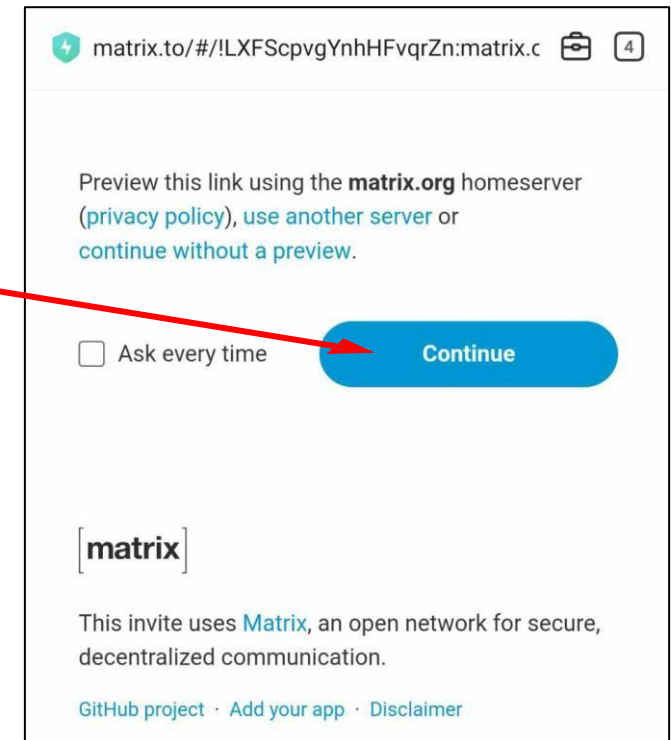 matrix.to/#/!LXFScpvgYnhHFvqrZn:matrix.c 4
Preview this link using the matrix.org homeserver
(privacy policy), use another server or
continue without a preview.
Ask every time Continue
[matrix]
This invite uses Matrix, an open network for secure,
decentralized communication.
GitHub project · Add your app · Disclaimer